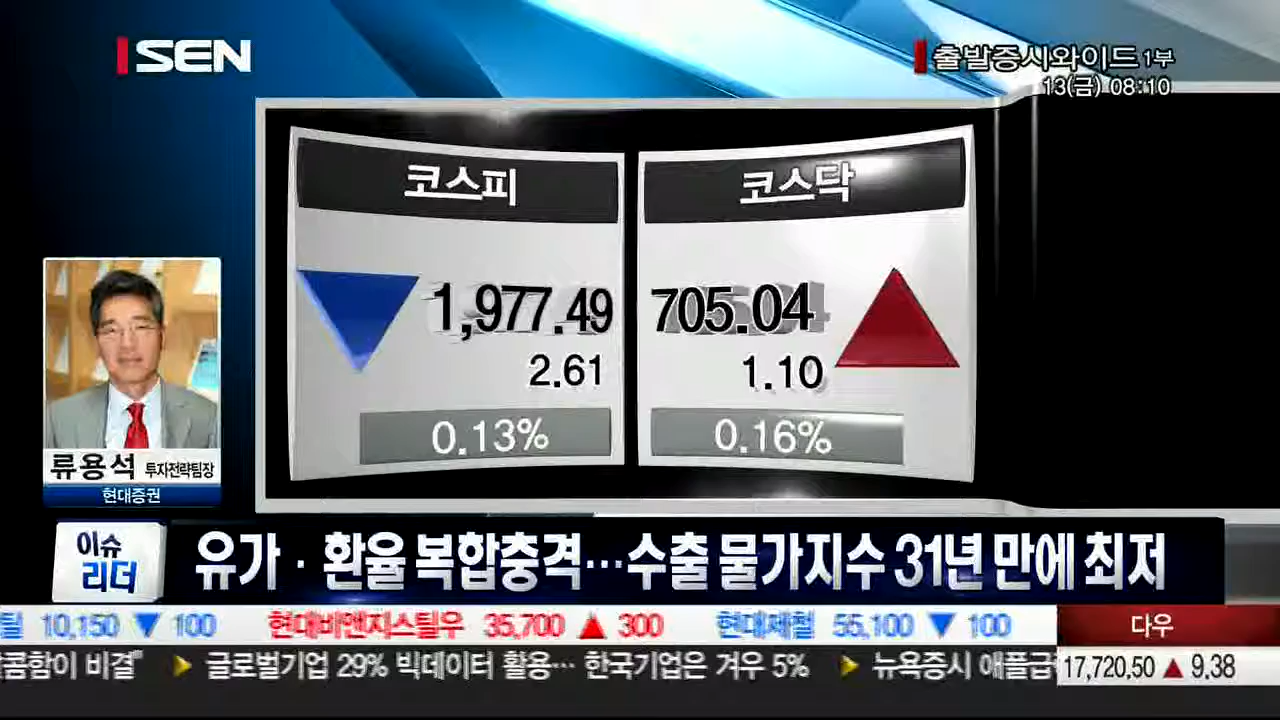 SEN
출발증시와이드 1부
13(금) 08:10
코스피
▼ 1,977.49
2.61
0.13%
코스닥
705.04 ▲
1.10
0.16%
류용석 투자전략팀장
현대증권
이슈
리더
유가·환율 복합충격…수출 물가지수 31년 만에 최저
틸 10,150 ▼ 100 현대비앤지스틸우 35,700 ▲ 300 현대제철 55,100 ▼ 100
다우
콤함이 비결" ▶ 글로벌기업 29% 빅데이터 활용… 한국기업은 겨우 5% ▶ 뉴욕증시 애플급
17,720.50 ▲ 9.38